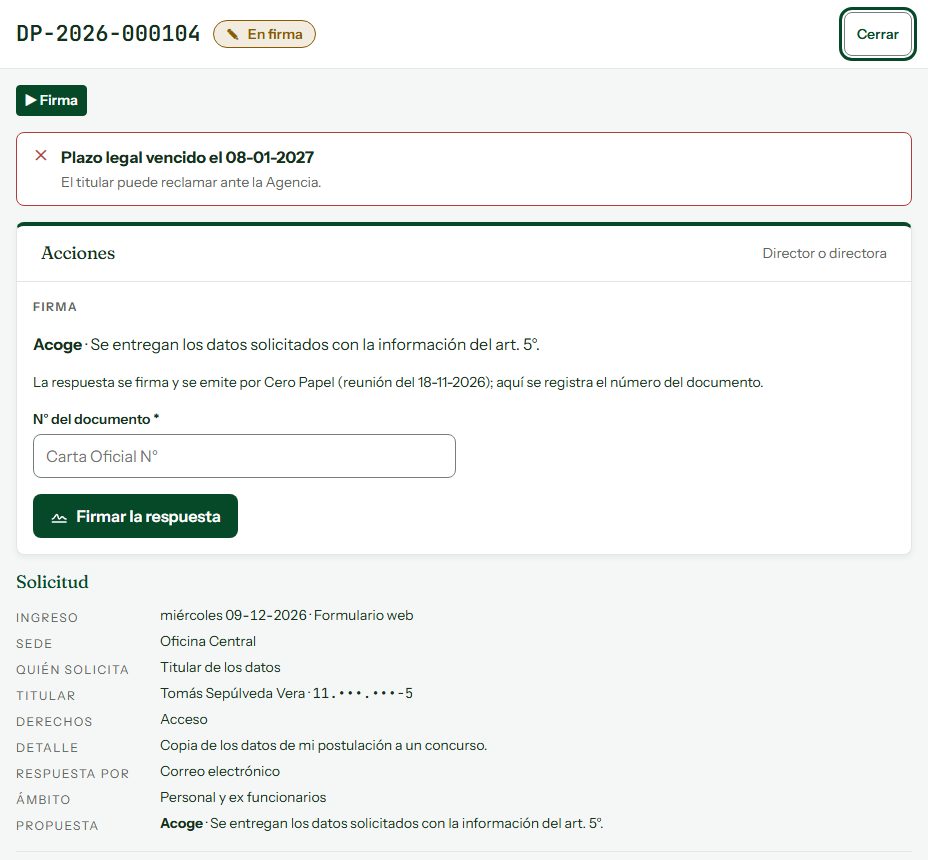 DP-2026-000104 En firma Cerrar
Firma
Plazo legal vencido el 08-01-2027
El titular puede reclamar ante la Agencia.
Acciones Director o directora
FIRMA
Acoge · Se entregan los datos solicitados con la información del art. 5°.
La respuesta se firma y se emite por Cero Papel (reunión del 18-11-2026); aquí se registra el número del documento.
N° del documento *
Carta Oficial N°
Firmar la respuesta
Solicitud
INGRESO miércoles 09-12-2026 · Formulario web
SEDE Oficina Central
QUIÉN SOLICITA Titular de los datos
TITULAR Tomás Sepúlveda Vera · 11.•••.•••-5
DERECHOS Acceso
DETALLE Copia de los datos de mi postulación a un concurso.
RESPUESTA POR Correo electrónico
ÁMBITO Personal y ex funcionarios
PROPUESTA Acoge · Se entregan los datos solicitados con la información del art. 5°.